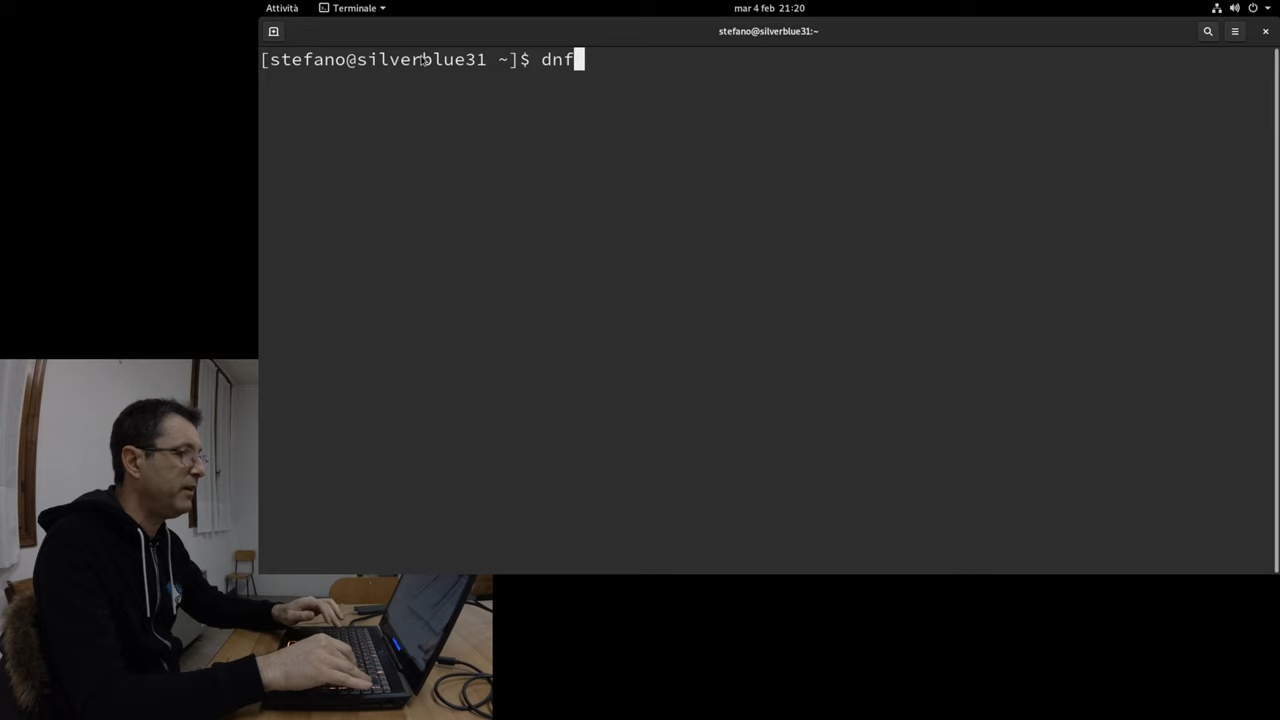 Attività Terminale mar 4 feb 21:20
stefano@silverblue31:~
[stefano@silverblue31 ~]$ dnf